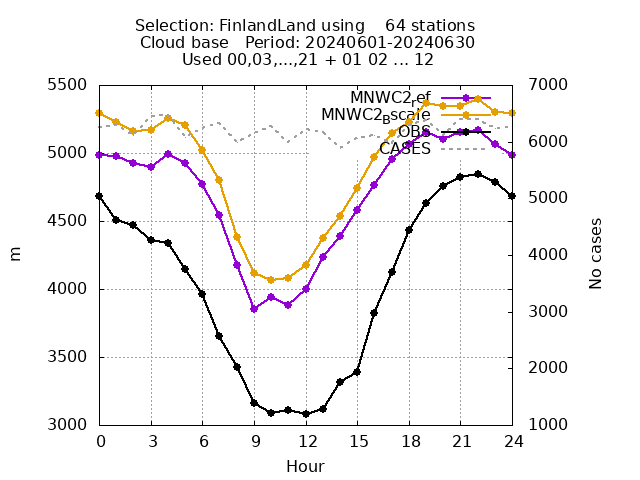 Selection: FinlandLand using    64 stations
Cloud base   Period: 20240601-20240630
Used 00,03,...,21 + 01 02 ... 12
5500
5000
4500
4000
3500
3000
7000
6000
5000
4000
3000
2000
1000
MNWC2_ref
MNWC2_Bscale
OBS
CASES
m
No cases
0 3 6 9 12 15 18 21 24
Hour